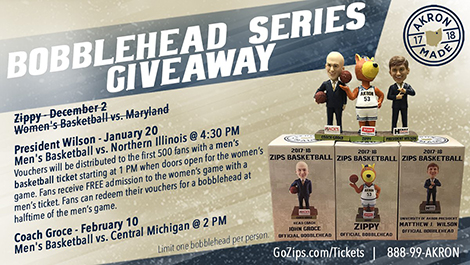 BOBBLEHEAD SERIES
GIVEAWAY
AKRON
17 18
MADE
Zippy - December 2
Women's Basketball vs. Maryland
President Wilson - January 20
Men's Basketball vs. Northern Illinois @ 4:30 PM
Vouchers will be distributed to the first 500 fans with a men's
basketball ticket starting at 1 PM when doors open for the women's
game. Fans receive FREE admission to the women's game with a
men's ticket. Fans can redeem their vouchers for a bobblehead at
halftime of the men's game.
Coach Groce - February 10
Men's Basketball vs. Central Michigan @ 2 PM
Limit one bobblehead per person.
AKRON
53
2017-18
ZIPS BASKETBALL
HEAD COACH
JOHN GROCE
OFFICIAL BOBBLEHEAD
2017-18
ZIPS BASKETBALL
53
ZIPPY
OFFICIAL BOBBLEHEAD
2017-18
ZIPS BASKETBALL
UNIVERSITY OF AKRON PRESIDENT
MATTHEW J. WILSON
OFFICIAL BOBBLEHEAD
GoZips.com/Tickets | 888-99-AKRON